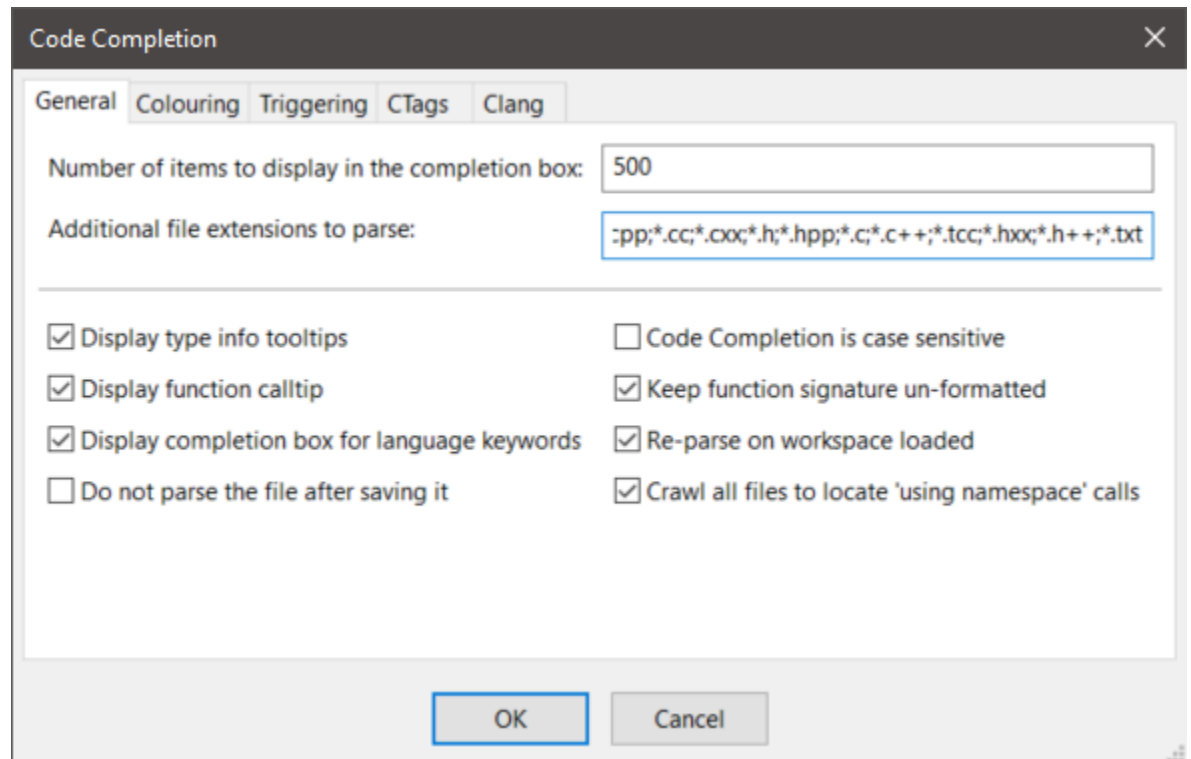 Code Completion
General Colouring Triggering CTags Clang
Number of items to display in the completion box: 500
Additional file extensions to parse: :pp;*.cc;*.cxx;*.h;*.hpp;*.c;*.c++;*.tcc;*.hxx;*.h++;*.txt
Display type info tooltips Code Completion is case sensitive
Display function calltip Keep function signature un-formatted
Display completion box for language keywords Re-parse on workspace loaded
Do not parse the file after saving it Crawl all files to locate 'using namespace' calls
OK Cancel